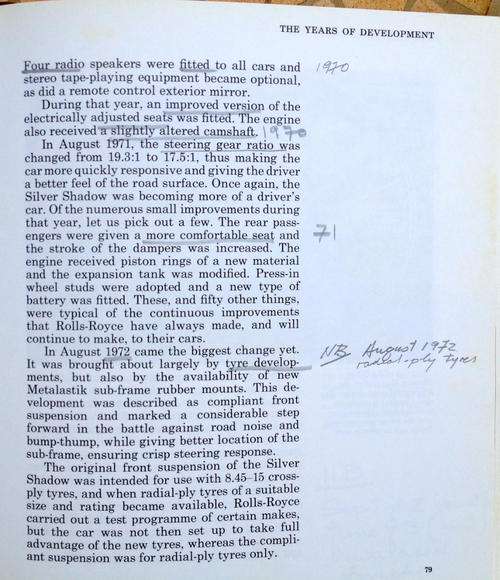 THE YEARS OF DEVELOPMENT
Four radio speakers were fitted to all cars and 1970
stereo tape-playing equipment became optional,
as did a remote control exterior mirror.
During that year, an improved version of the
electrically adjusted seats was fitted. The engine
also received a slightly altered camshaft. 1970
In August 1971, the steering gear ratio was
changed from 19.3:1 to 17.5:1, thus making the
car more quickly responsive and giving the driver
a better feel of the road surface. Once again, the
Silver Shadow was becoming more of a driver's
car. Of the numerous small improvements during
that year, let us pick out a few. The rear pass-
engers were given a more comfortable seat and 71
the stroke of the dampers was increased. The
engine received piston rings of a new material
and the expansion tank was modified. Press-in
wheel studs were adopted and a new type of
battery was fitted. These, and fifty other things,
were typical of the continuous improvements
that Rolls-Royce have always made, and will
continue to make, to their cars.
In August 1972 came the biggest change yet. NB August 1972
It was brought about largely by tyre develop- radial-ply tyres
ments, but also by the availability of new
Metalastik sub-frame rubber mounts. This de-
velopment was described as compliant front
suspension and marked a considerable step
forward in the battle against road noise and
bump-thump, while giving better location of the
sub-frame, ensuring crisp steering response.
The original front suspension of the Silver
Shadow was intended for use with 8.45–15 cross-
ply tyres, and when radial-ply tyres of a suitable
size and rating became available, Rolls-Royce
carried out a test programme of certain makes,
but the car was not then set up to take full
advantage of the new tyres, whereas the compli-
ant suspension was for radial-ply tyres only.
79